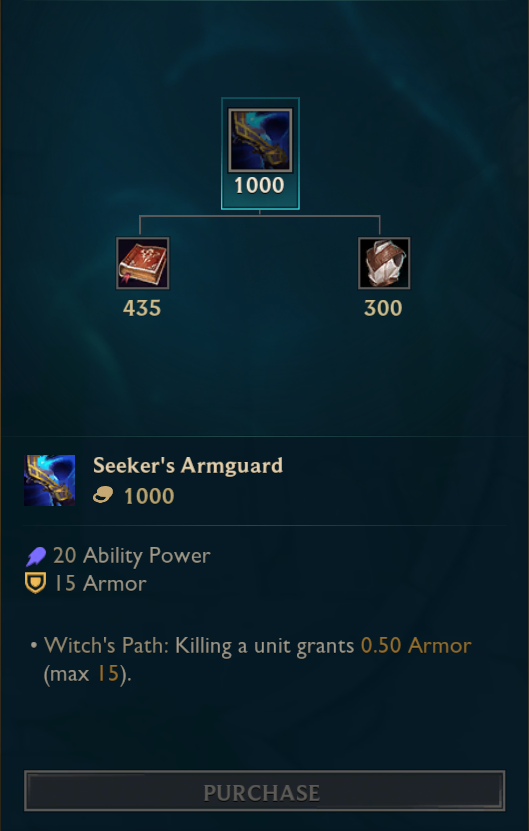 1000
435 300
Seeker's Armguard
1000
20 Ability Power
15 Armor
• Witch's Path: Killing a unit grants 0.50 Armor
(max 15).
PURCHASE